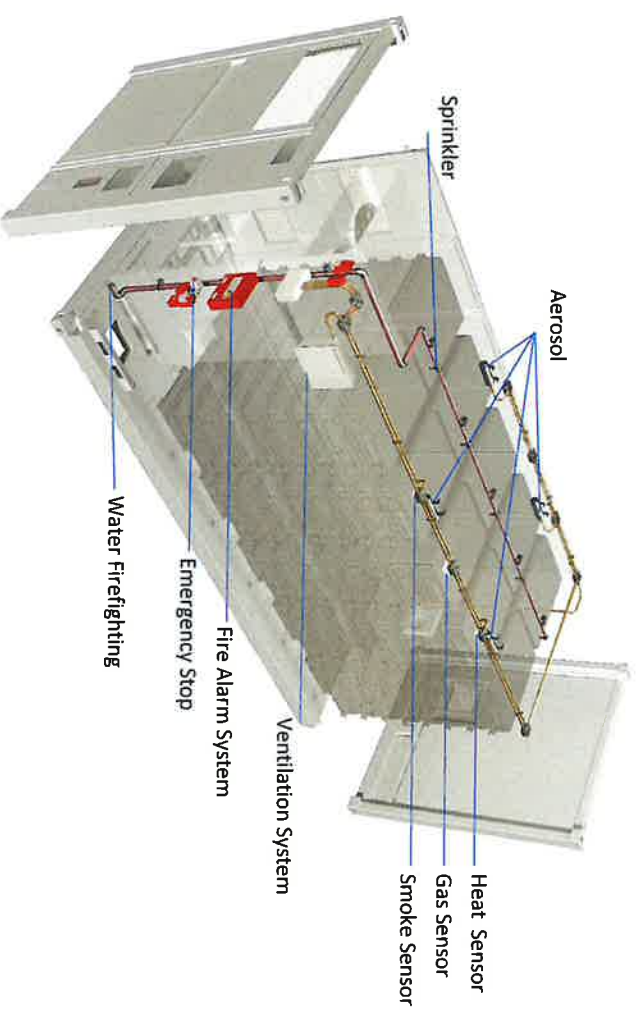 Aerosol
Sprinkler
Heat Sensor
Gas Sensor
Smoke Sensor
Ventilation System
Fire Alarm System
Emergency Stop
Water Firefighting